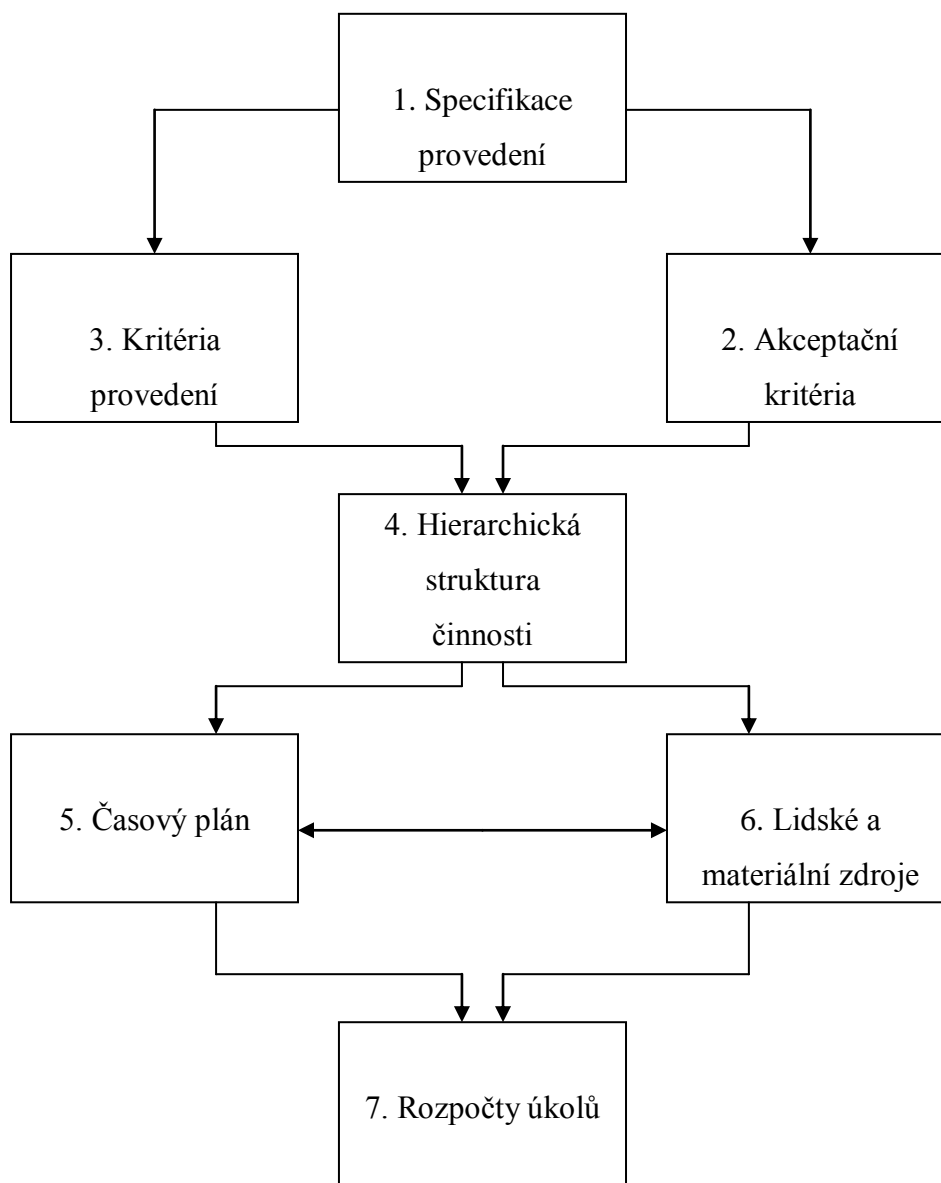 1. Specifikace
provedení
3. Kritéria
provedení
2. Akceptační
kritéria
4. Hierarchická
struktura
činnosti
5. Časový plán
6. Lidské a
materiální zdroje
7. Rozpočty úkolů